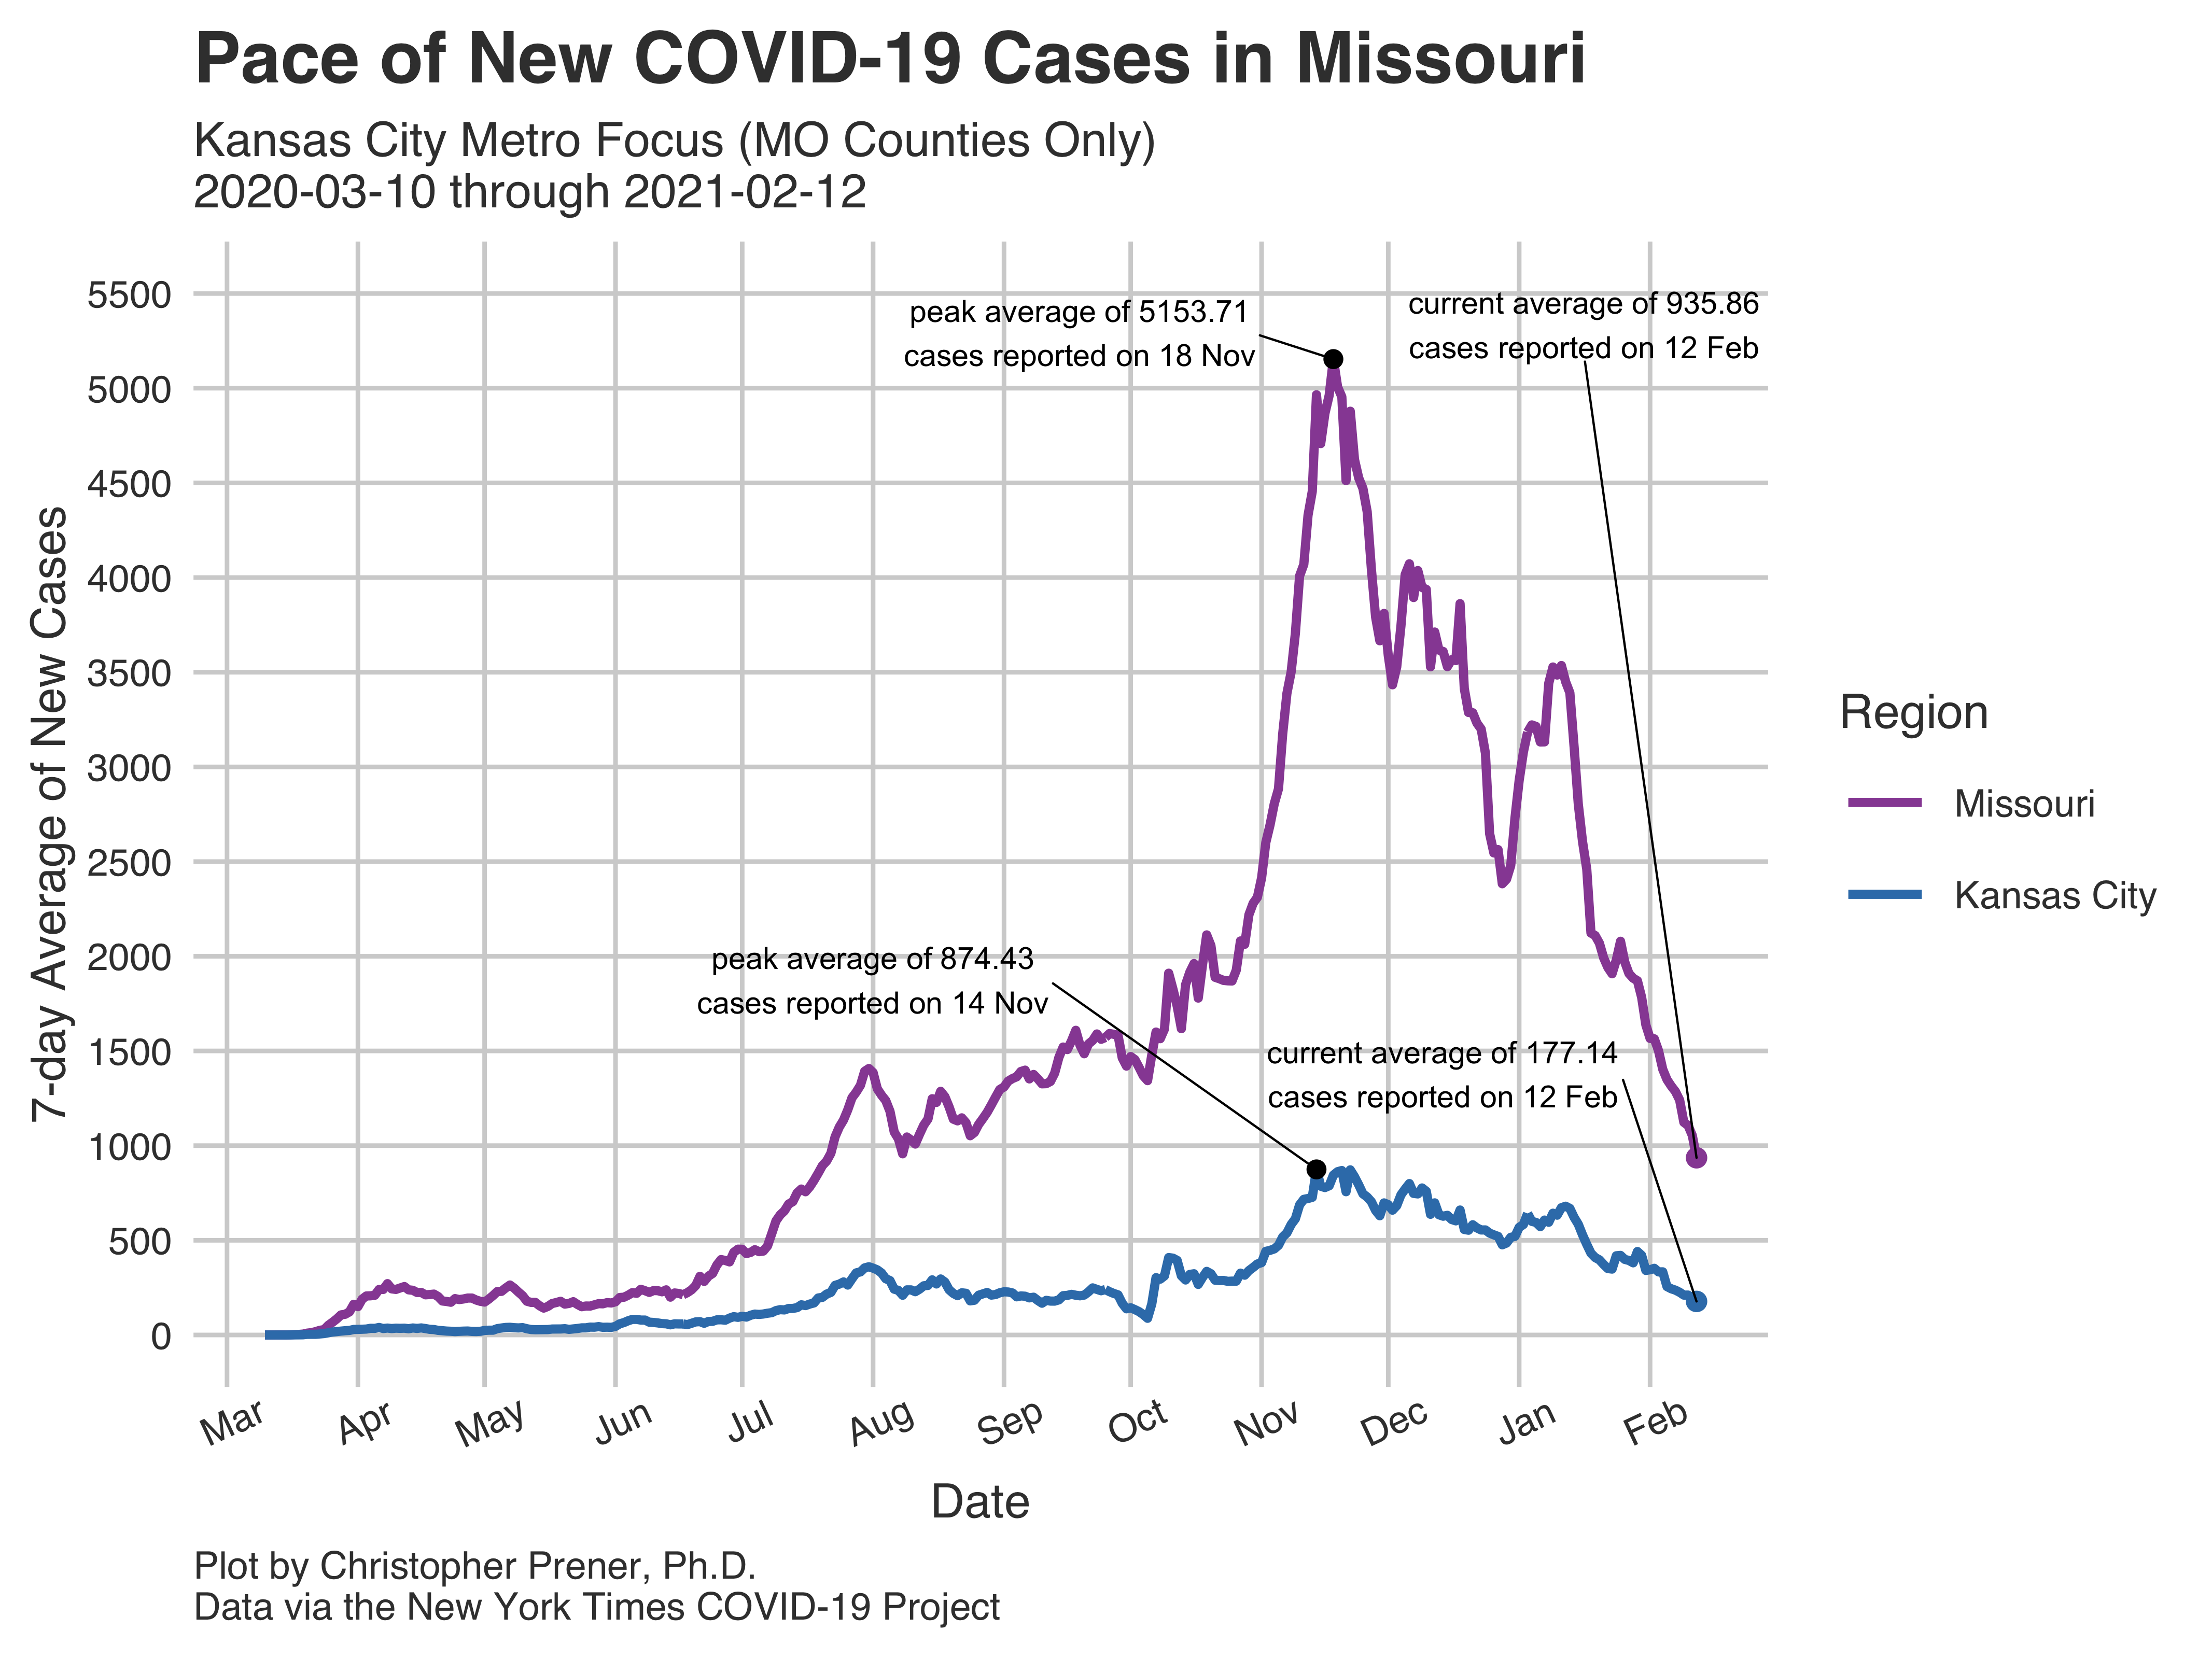 Pace of New COVID-19 Cases in Missouri
Kansas City Metro Focus (MO Counties Only)
2020-03-10 through 2021-02-12
5500
5000
4500
4000
3500
3000
2500
2000
1500
1000
500
0
7-day Average of New Cases
peak average of 5153.71
cases reported on 18 Nov
current average of 935.86
cases reported on 12 Feb
peak average of 874.43
cases reported on 14 Nov
current average of 177.14
cases reported on 12 Feb
Region
Missouri
Kansas City
Mar Apr May Jun Jul Aug Sep Oct Nov Dec Jan Feb
Date
Plot by Christopher Prener, Ph.D.
Data via the New York Times COVID-19 Project